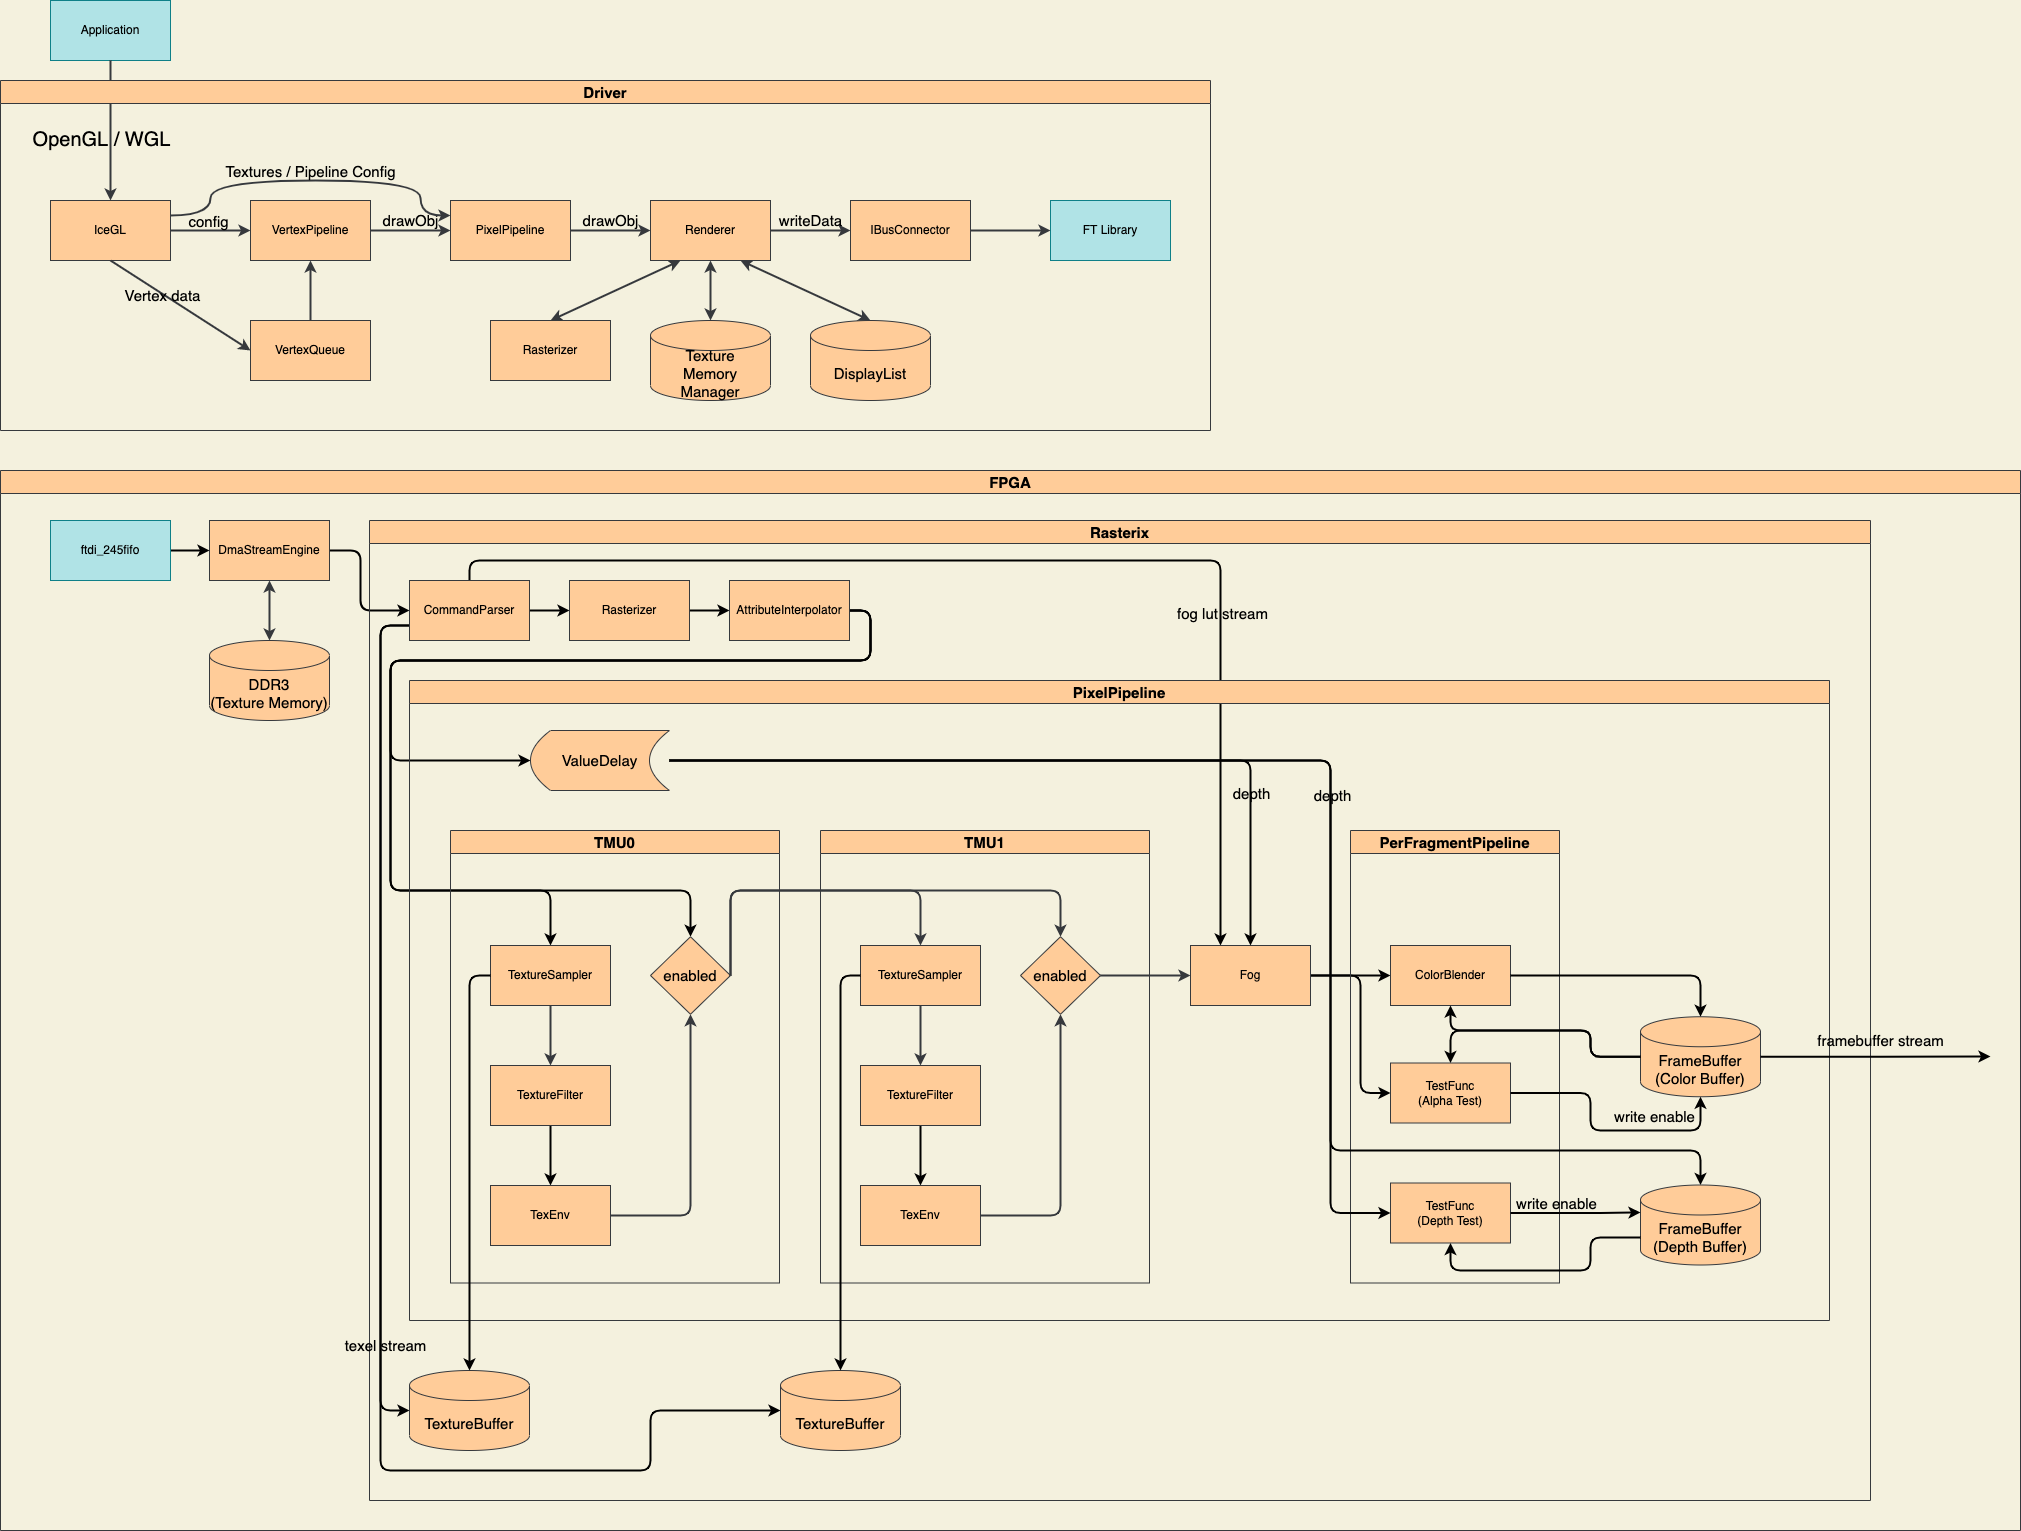 Application
Driver
OpenGL / WGL
Textures / Pipeline Config
IceGL
config
VertexPipeline
drawObj
PixelPipeline
drawObj
Renderer
writeData
IBusConnector
FT Library
Vertex data
VertexQueue
Rasterizer
Texture
Memory
Manager
DisplayList
FPGA
ftdi_245fifo
DmaStreamEngine
DDR3
(Texture Memory)
Rasterix
CommandParser
Rasterizer
AttributeInterpolator
fog lut stream
PixelPipeline
ValueDelay
depth
depth
TMU0
TextureSampler
enabled
TextureFilter
TexEnv
TMU1
TextureSampler
enabled
TextureFilter
TexEnv
Fog
PerFragmentPipeline
ColorBlender
TestFunc
(Alpha Test)
write enable
FrameBuffer
(Color Buffer)
framebuffer stream
TestFunc
(Depth Test)
write enable
FrameBuffer
(Depth Buffer)
texel stream
TextureBuffer
TextureBuffer